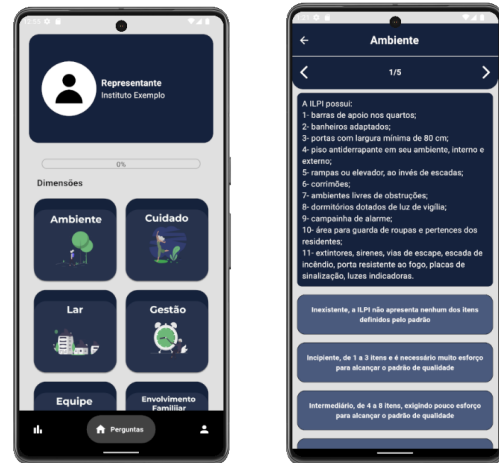 Representante
Instituto Exemplo
0%
Dimensões
Ambiente
Cuidado
Lar
Gestão
Equipe
Envolvimento
Familiar
Perguntas
Ambiente
1/5
A ILPI possui:
1- barras de apoio nos quartos;
2- banheiros adaptados;
3- portas com largura mínima de 80 cm;
4- piso antiderrapante em seu ambiente, interno e
externo;
5- rampas ou elevador, ao invés de escadas;
6- corrimões;
7- ambientes livres de obstruções;
8- dormitórios dotados de luz de vigília;
9- campainha de alarme;
10- área para guarda de roupas e pertences dos
residentes;
11- extintores, sirenes, vias de escape, escada de
incêndio, porta resistente ao fogo, placas de
sinalização, luzes indicadoras.
Inexistente, a ILPI não apresenta nenhum dos itens
definidos pelo padrão
Incipiente, de 1 a 3 itens e é necessário muito esforço
para alcançar o padrão de qualidade
Intermediário, de 4 a 8 itens, exigindo pouco esforço
para alcançar o padrão de qualidade